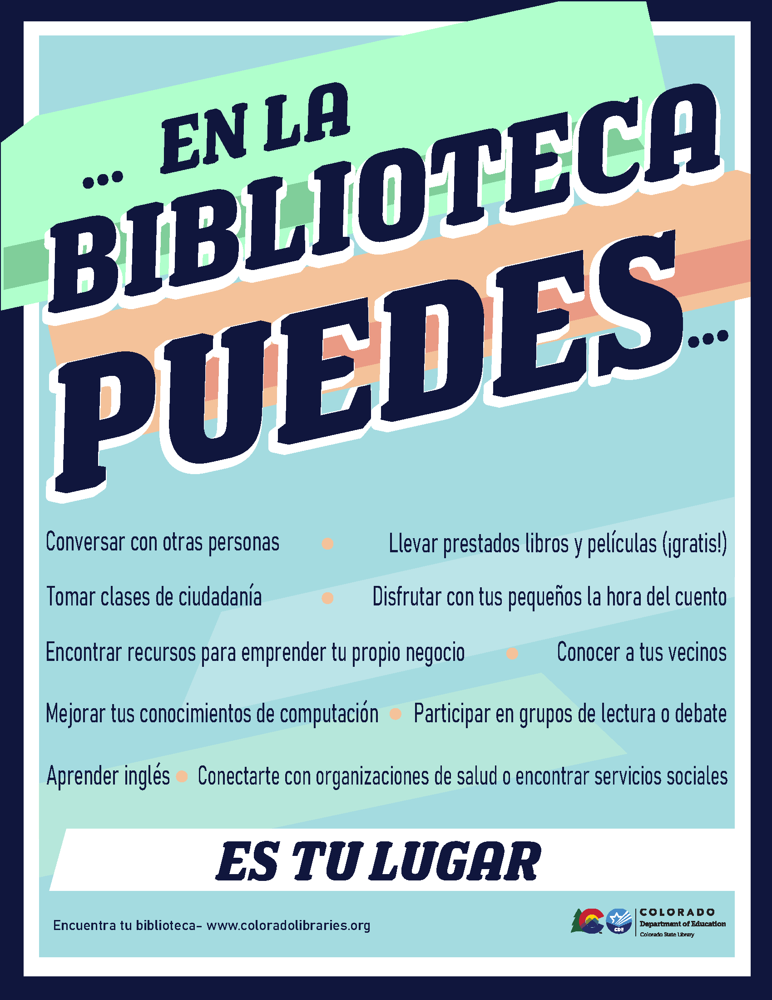 ... EN LA
BIBLIOTECA
PUEDES...
Conversar con otras personas • Llevar prestados libros y películas (¡gratis!)
Tomar clases de ciudadanía • Disfrutar con tus pequeños la hora del cuento
Encontrar recursos para emprender tu propio negocio • Conocer a tus vecinos
Mejorar tus conocimientos de computación • Participar en grupos de lectura o debate
Aprender inglés • Conectarte con organizaciones de salud o encontrar servicios sociales
ES TU LUGAR
Encuentra tu biblioteca- www.coloradolibraries.org
CDE
TM
COLORADO
Department of Education
Colorado State Library